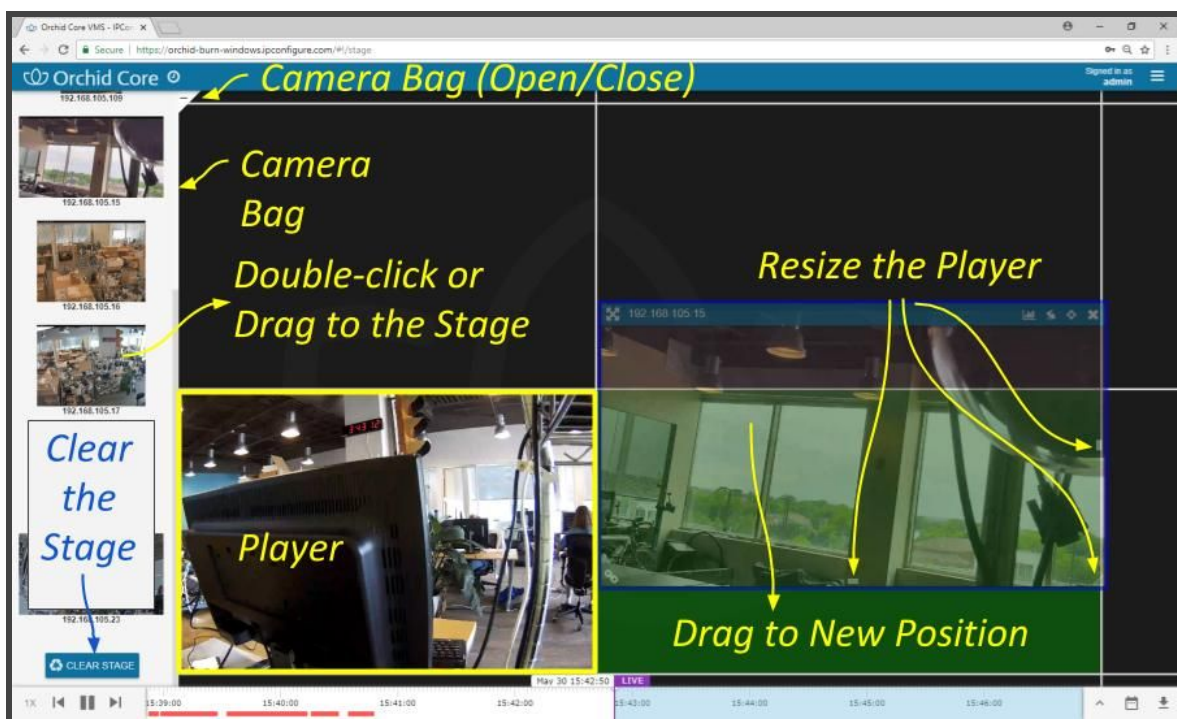 Orchid Core VMS - IPCon
Secure | https://orchid-burn-windows.ipconfigure.com/#!/stage
Orchid Core
Camera Bag (Open/Close)
Signed in as
admin
192.168.105.109
192.168.105.15
Camera
Bag
192.168.105.16
Double-click or
Drag to the Stage
Resize the Player
192.168.105.15
192.168.105.17
Clear
the
Stage
Player
192.168.105.23
Drag to New Position
CLEAR STAGE
May 30 15:42:50 LIVE
1X
15:39:00 15:40:00 15:41:00 15:42:00 15:43:00 15:44:00 15:45:00 15:46:00